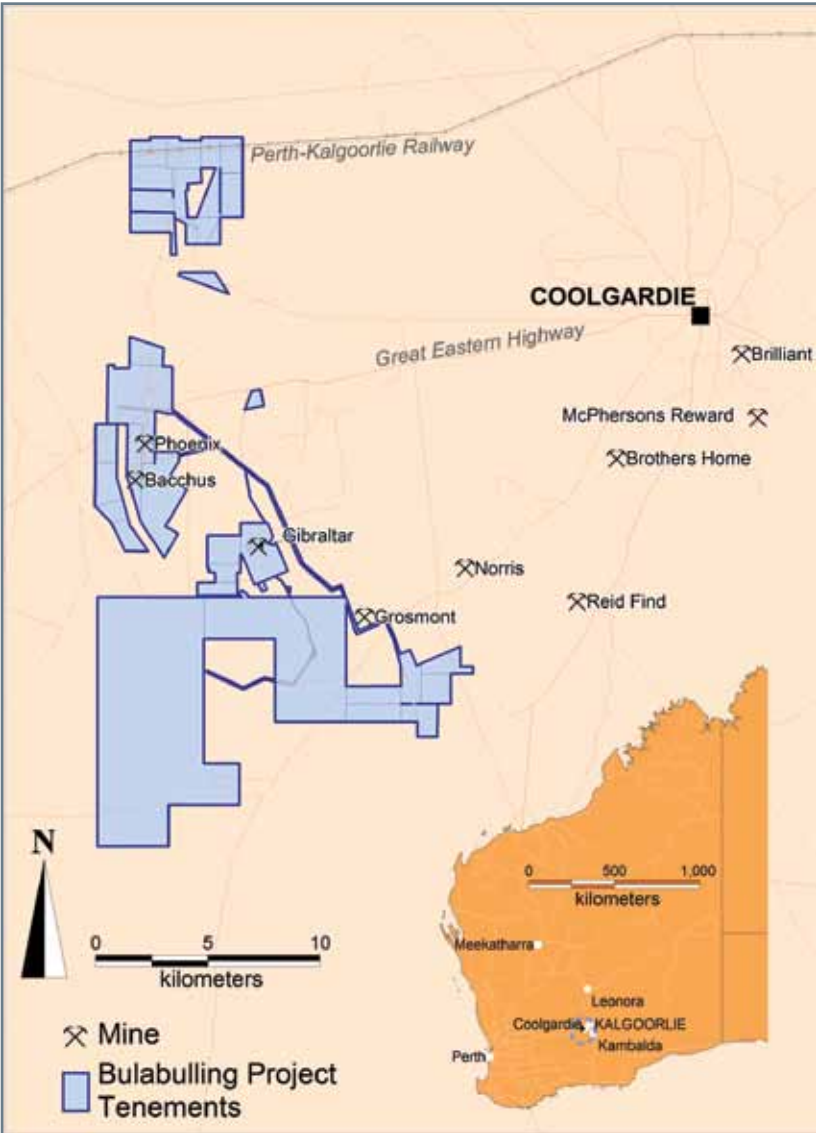 Perth-Kalgoorlie Railway
COOLGARDIE
Great Eastern Highway
Brilliant
McPhersons Reward
Brothers Home
Phoenix
Bacchus
Gibraltar
Norris
Reid Find
Grosmont
N
0 5 10
kilometers
Mine
Bulabulling Project
Tenements
0 500 1,000
kilometers
Meekatharra
Leonora
Coolgardie
KALGOORLIE
Kambalda
Perth